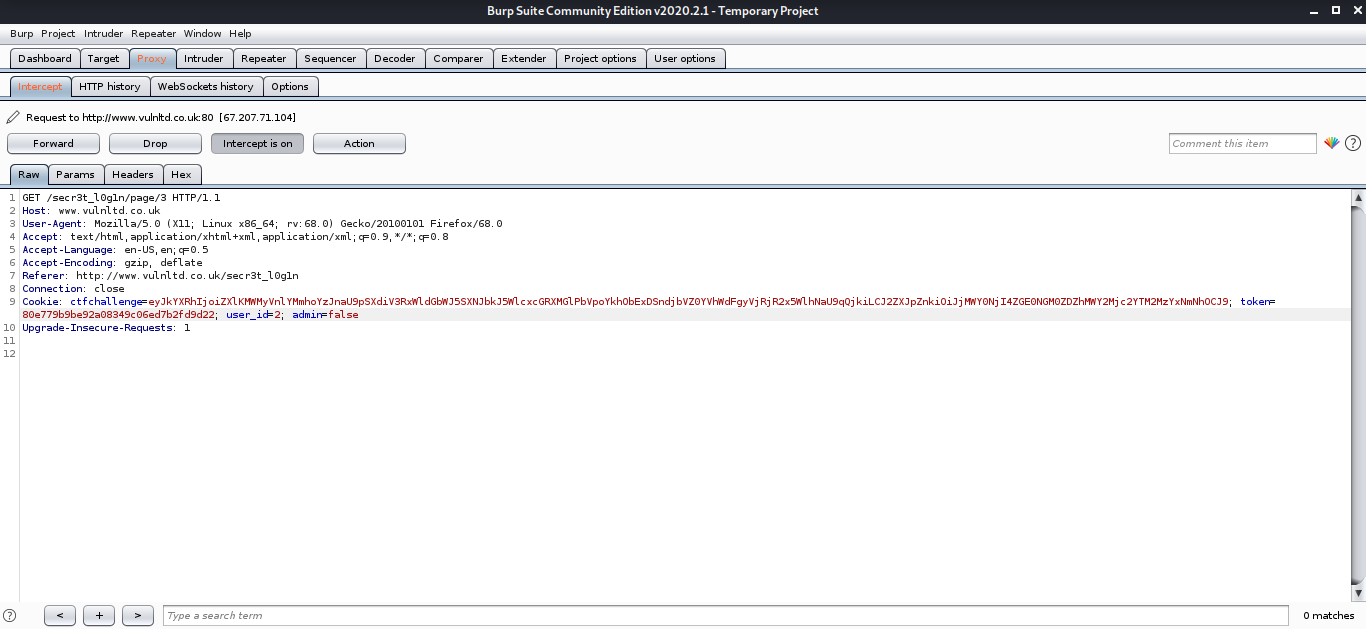 Burp Suite Community Edition v2020.2.1 - Temporary Project
Burp Project Intruder Repeater Window Help
Dashboard Target Proxy Intruder Repeater Sequencer Decoder Comparer Extender Project options User options
Intercept HTTP history WebSockets history Options
Request to http://www.vulnltd.co.uk:80 [67.207.71.104]
Forward Drop Intercept is on Action Comment this item ?
Raw Params Headers Hex
1 GET /secr3t_l0g1n/page/3 HTTP/1.1
2 Host: www.vulnltd.co.uk
3 User-Agent: Mozilla/5.0 (X11; Linux x86_64; rv:68.0) Gecko/20100101 Firefox/68.0
4 Accept: text/html,application/xhtml+xml,application/xml;q=0.9,*/*;q=0.8
5 Accept-Language: en-US,en;q=0.5
6 Accept-Encoding: gzip, deflate
7 Referer: http://www.vulnltd.co.uk/secr3t_l0g1n
8 Connection: close
9 Cookie: ctfchallenge= token=
80e779b9be92a08349c06ed7b2fd9d22; user_id=2; admin=false
10 Upgrade-Insecure-Requests: 1
11
12
? < + > Type a search term 0 matches